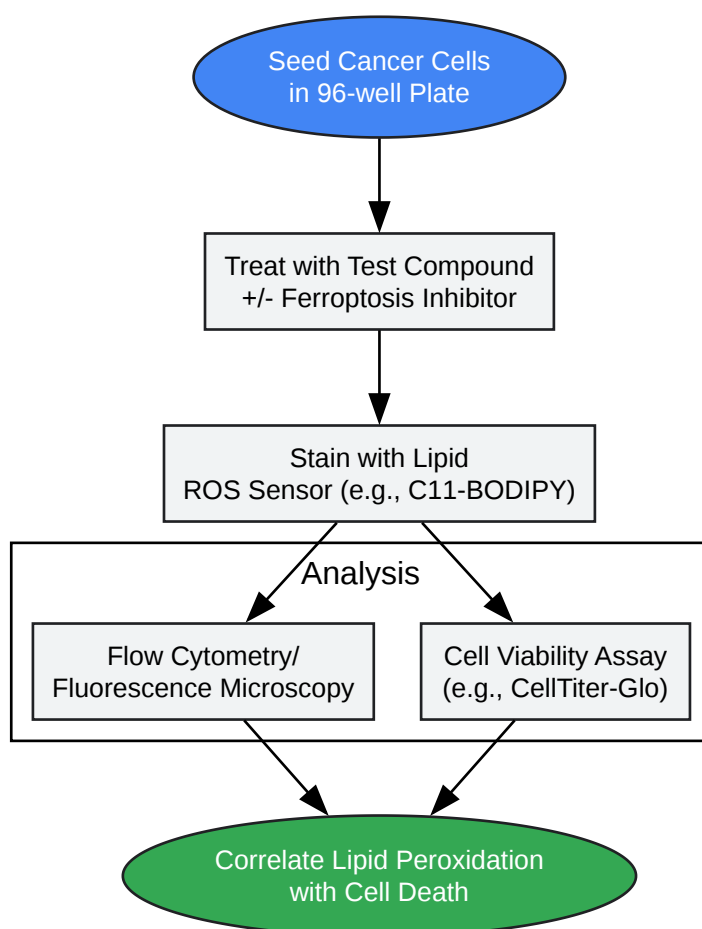 Seed Cancer Cells
in 96-well Plate
Treat with Test Compound
+/- Ferroptosis Inhibitor
Stain with Lipid
ROS Sensor (e.g., C11-BODIPY)
Analysis
Flow Cytometry/
Fluorescence Microscopy
Cell Viability Assay
(e.g., CellTiter-Glo)
Correlate Lipid Peroxidation
with Cell Death